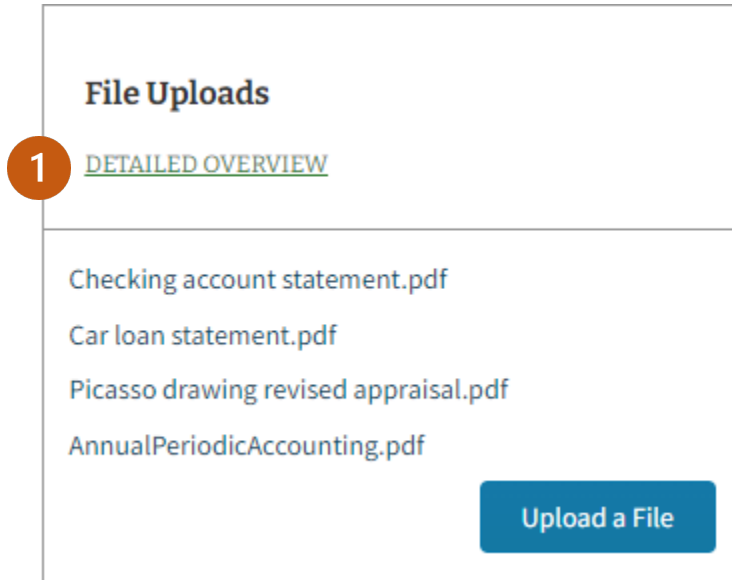 File Uploads
1
DETAILED OVERVIEW
Checking account statement.pdf
Car loan statement.pdf
Picasso drawing revised appraisal.pdf
AnnualPeriodicAccounting.pdf
Upload a File